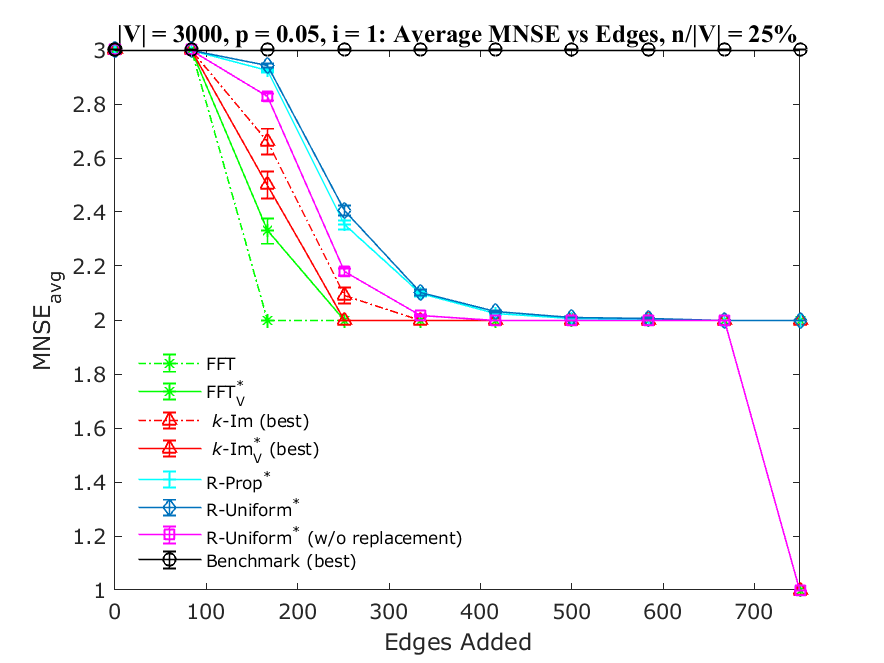 |V| = 3000, p = 0.05, i = 1: Average MNSE vs Edges, n/|V| = 25%
3
2.8
2.6
2.4
2.2
2
1.8
1.6
1.4
1.2
1
MNSE_avg
FFT
FFT*_V
k-Im (best)
k-Im*_V (best)
R-Prop*
R-Uniform*
R-Uniform* (w/o replacement)
Benchmark (best)
0 100 200 300 400 500 600 700
Edges Added